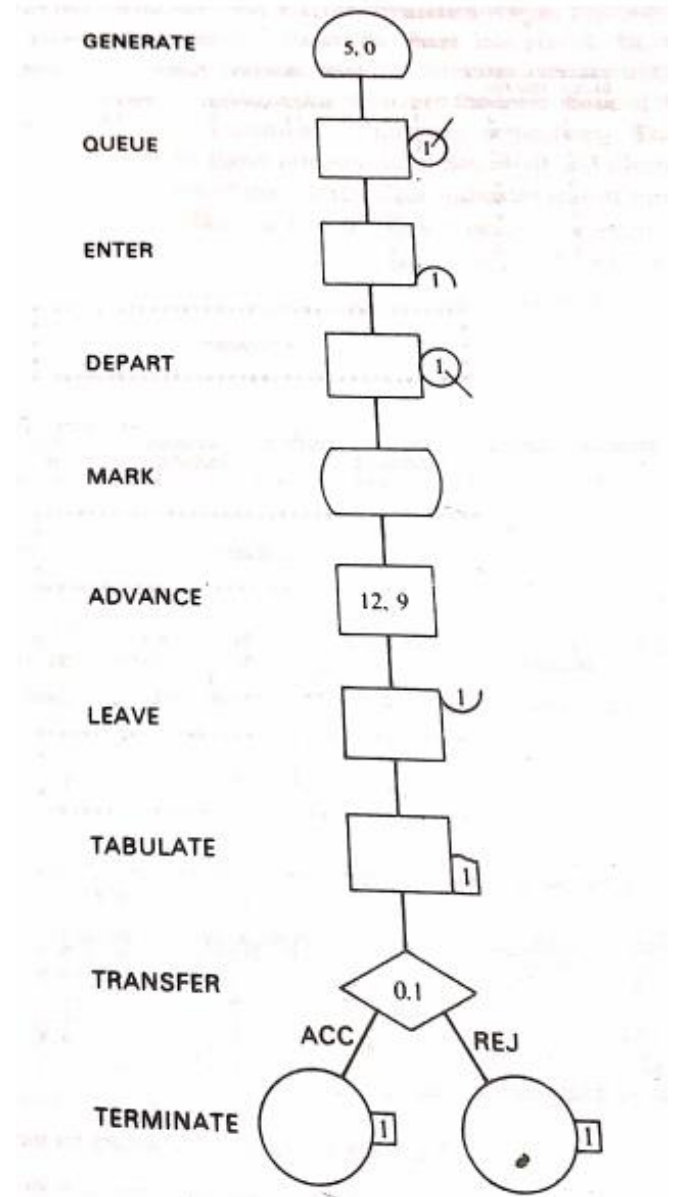 GENERATE 5, 0
QUEUE 1
ENTER 1
DEPART 1
MARK
ADVANCE 12, 9
LEAVE 1
TABULATE 1
TRANSFER 0.1
ACC REJ
TERMINATE 1 1